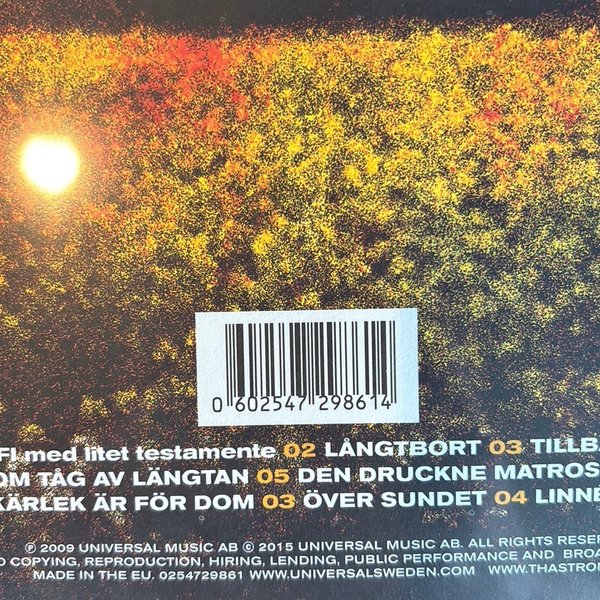 0 602547 298614
FI med litet testamente 02 LÅNGTBORT 03 TILLBA
OM TÅG AV LÄNGTAN 05 DEN DRUCKNE MATROS
KÄRLEK ÄR FÖR DOM 03 ÖVER SUNDET 04 LINNE
℗ 2009 UNIVERSAL MUSIC AB © 2015 UNIVERSAL MUSIC AB. ALL RIGHTS RESE
D COPYING, REPRODUCTION, HIRING, LENDING, PUBLIC PERFORMANCE AND BROA
MADE IN THE EU. 0254729861 WWW.UNIVERSALSWEDEN.COM WWW.THASTRO